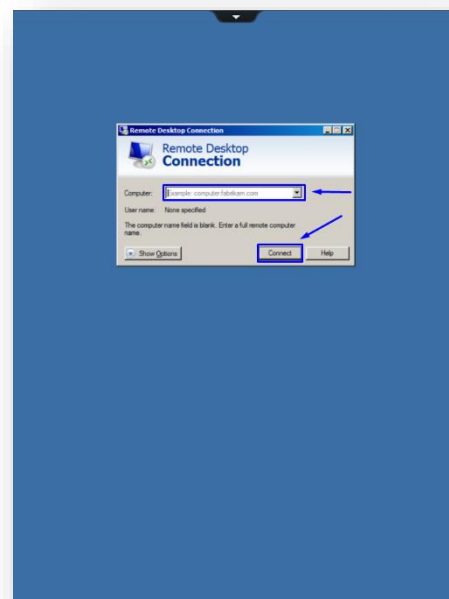 Remote Desktop Connection
Remote Desktop
Connection
Computer: Example: computer.fabrikam.com
User name: None specified
The computer name field is blank. Enter a full remote computer
name.
Show Options Connect Help